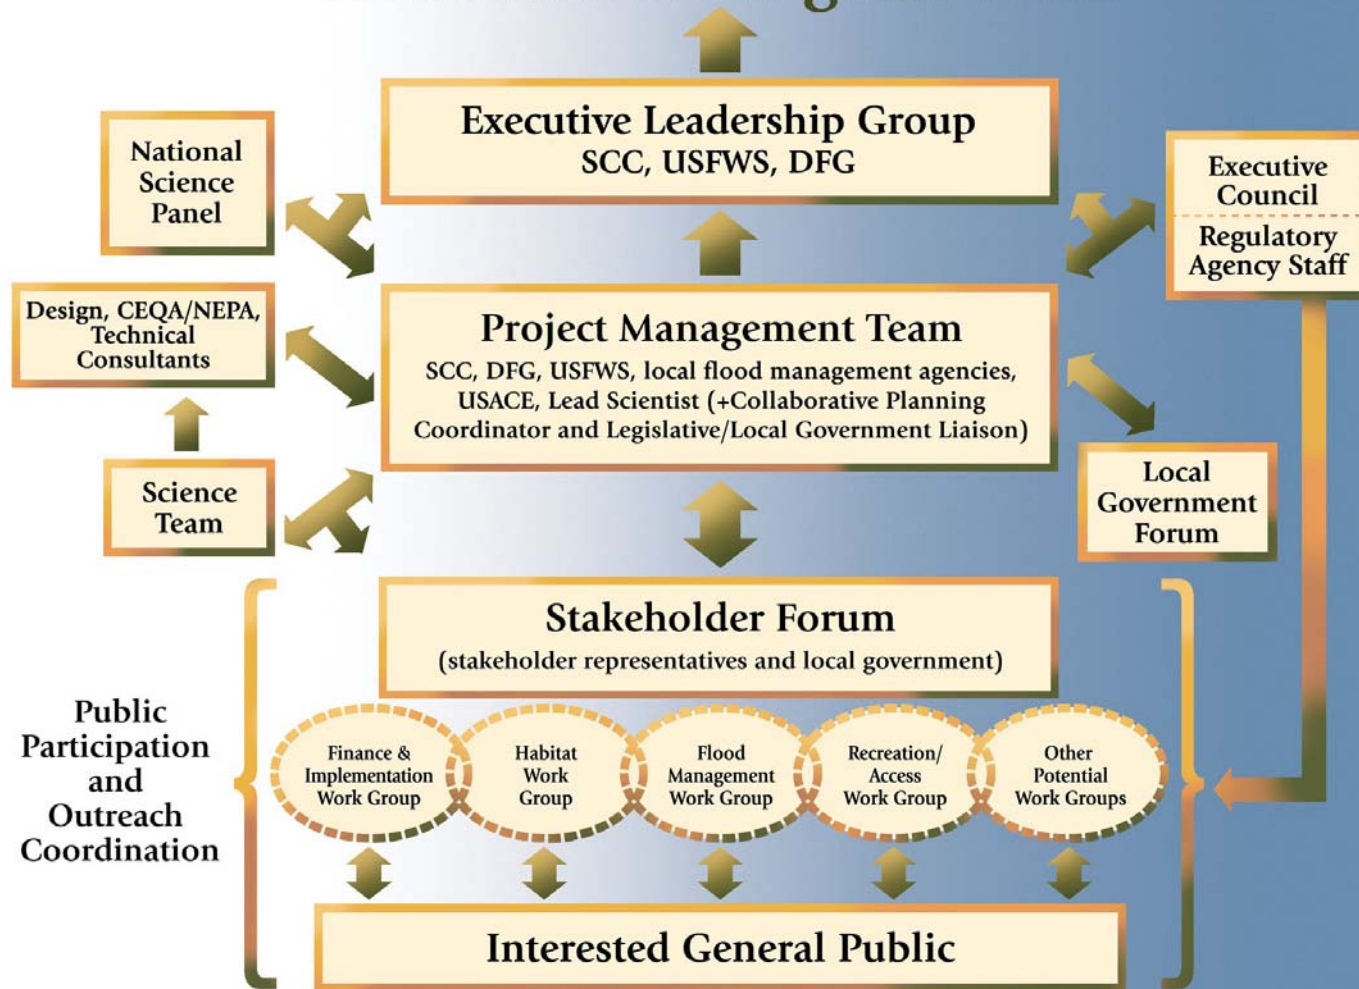 Executive Leadership Group
SCC, USFWS, DFG
National
Science
Panel
Executive
Council
Regulatory
Agency Staff
Design, CEQA/NEPA,
Technical
Consultants
Project Management Team
SCC, DFG, USFWS, local flood management agencies,
USACE, Lead Scientist (+Collaborative Planning
Coordinator and Legislative/Local Government Liaison)
Science
Team
Local
Government
Forum
Stakeholder Forum
(stakeholder representatives and local government)
Public
Participation
and
Outreach
Coordination
Finance &
Implementation
Work Group
Habitat
Work
Group
Flood
Management
Work Group
Recreation/
Access
Work Group
Other
Potential
Work Groups
Interested General Public